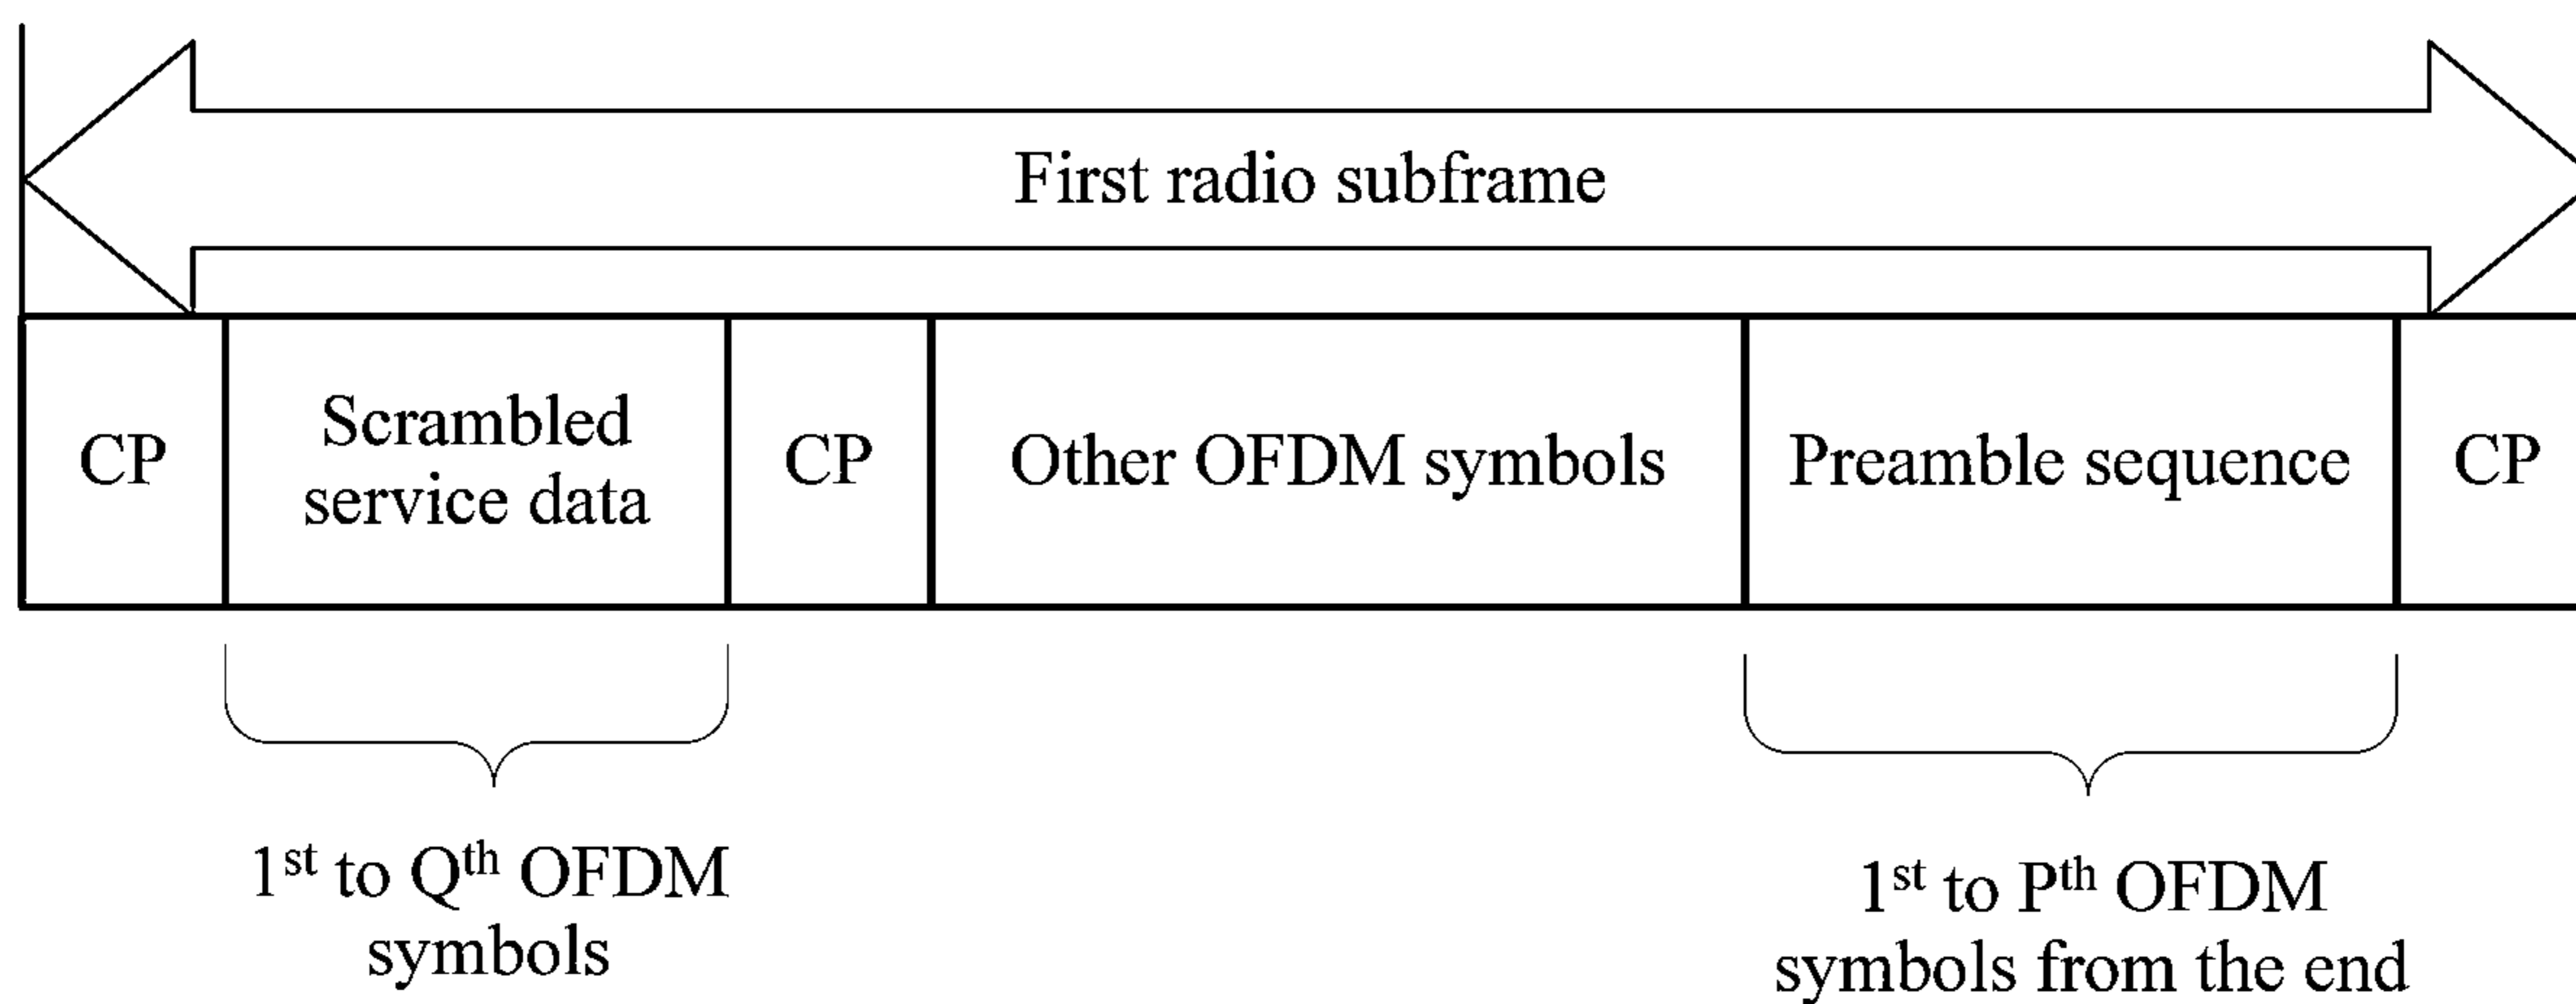 First radio subframe
CP
Scrambled
service data
CP
Other OFDM symbols
Preamble sequence
CP
1st to Qth OFDM
symbols
1st to Pth OFDM
symbols from the end